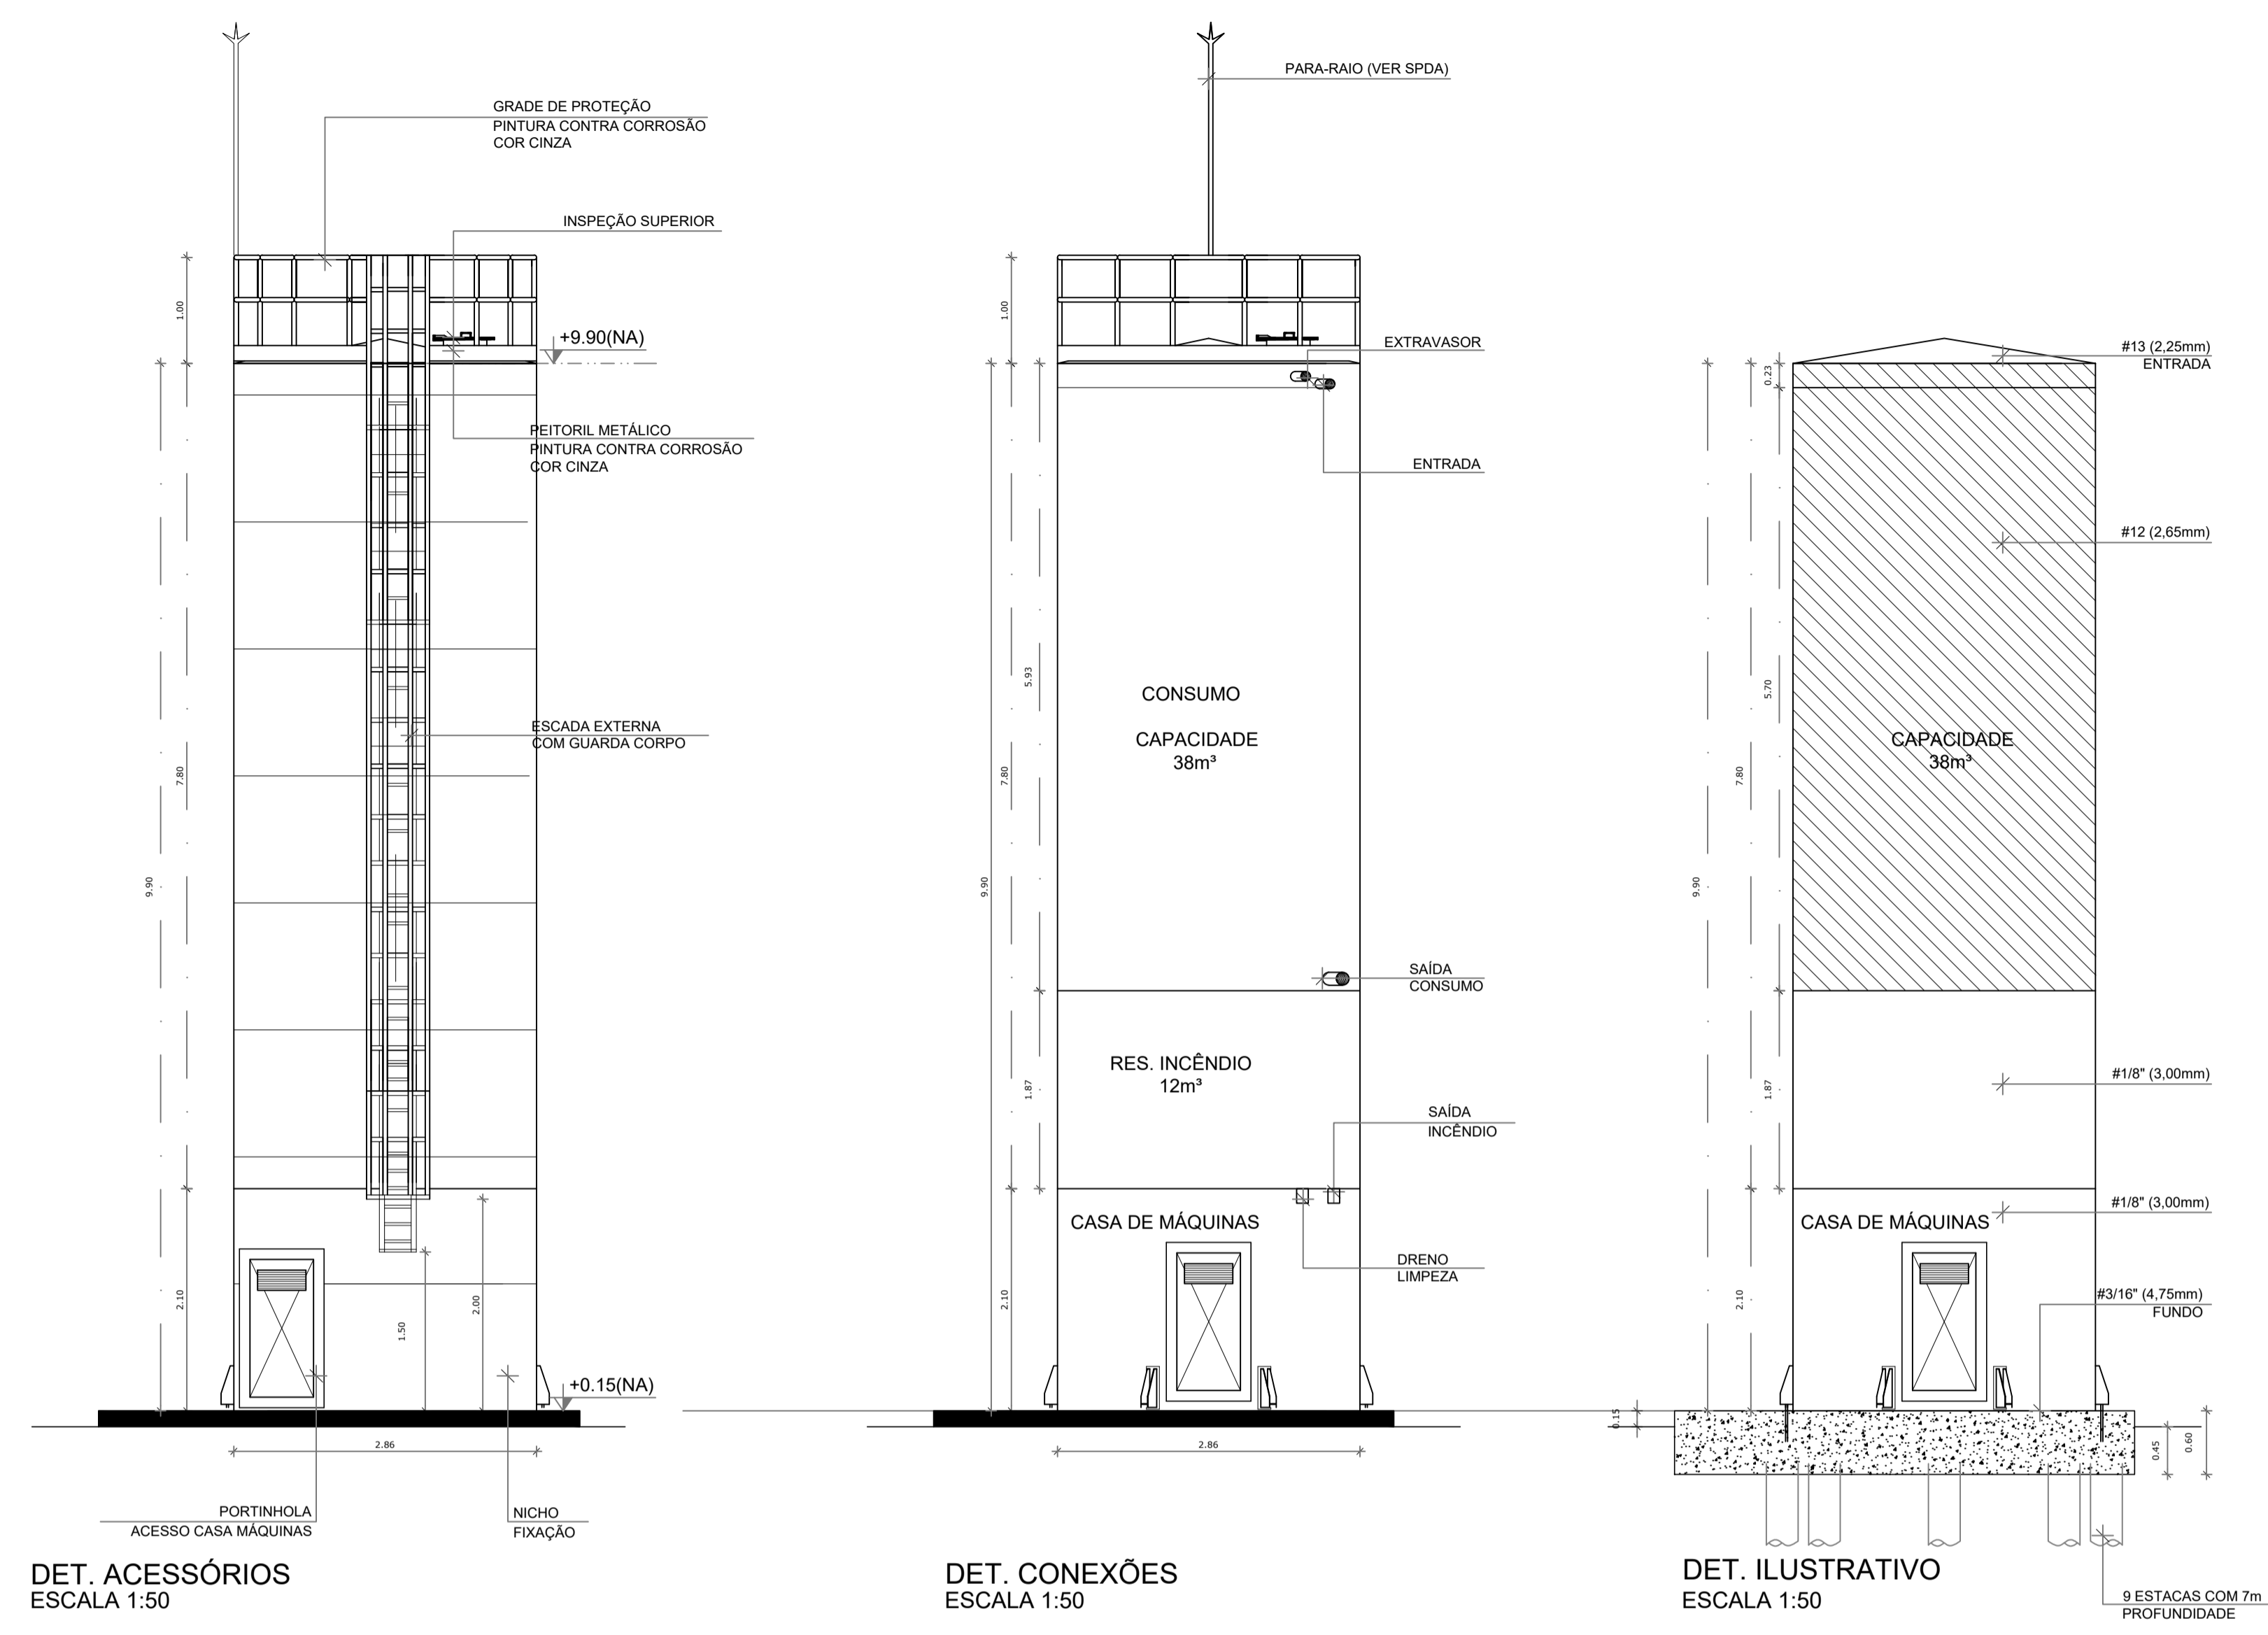 GRADE DE PROTEÇÃO
PINTURA CONTRA CORROSÃO
COR CINZA
INSPEÇÃO SUPERIOR
1.00
+9.90(NA)
PEITORIL METÁLICO
PINTURA CONTRA CORROSÃO
COR CINZA
ESCADA EXTERNA
COM GUARDA CORPO
7.80
9.90
2.10
1.50
2.00
+0.15(NA)
2.86
PORTINHOLA
ACESSO CASA MÁQUINAS
NICHO
FIXAÇÃO
DET. ACESSÓRIOS
ESCALA 1:50
PARA-RAIO (VER SPDA)
1.00
EXTRAVASOR
ENTRADA
5.93
CONSUMO
CAPACIDADE
38m³
7.80
9.90
SAÍDA
CONSUMO
RES. INCÊNDIO
12m³
1.87
SAÍDA
INCÊNDIO
CASA DE MÁQUINAS
DRENO
LIMPEZA
2.10
2.86
DET. CONEXÕES
ESCALA 1:50
#13 (2,25mm)
ENTRADA
0.23
#12 (2,65mm)
5.70
CAPACIDADE
38m³
7.80
9.90
#1/8" (3,00mm)
1.87
#1/8" (3,00mm)
CASA DE MÁQUINAS
#3/16" (4,75mm)
FUNDO
2.10
0.15
0.45
0.60
DET. ILUSTRATIVO
ESCALA 1:50
9 ESTACAS COM 7m
PROFUNDIDADE